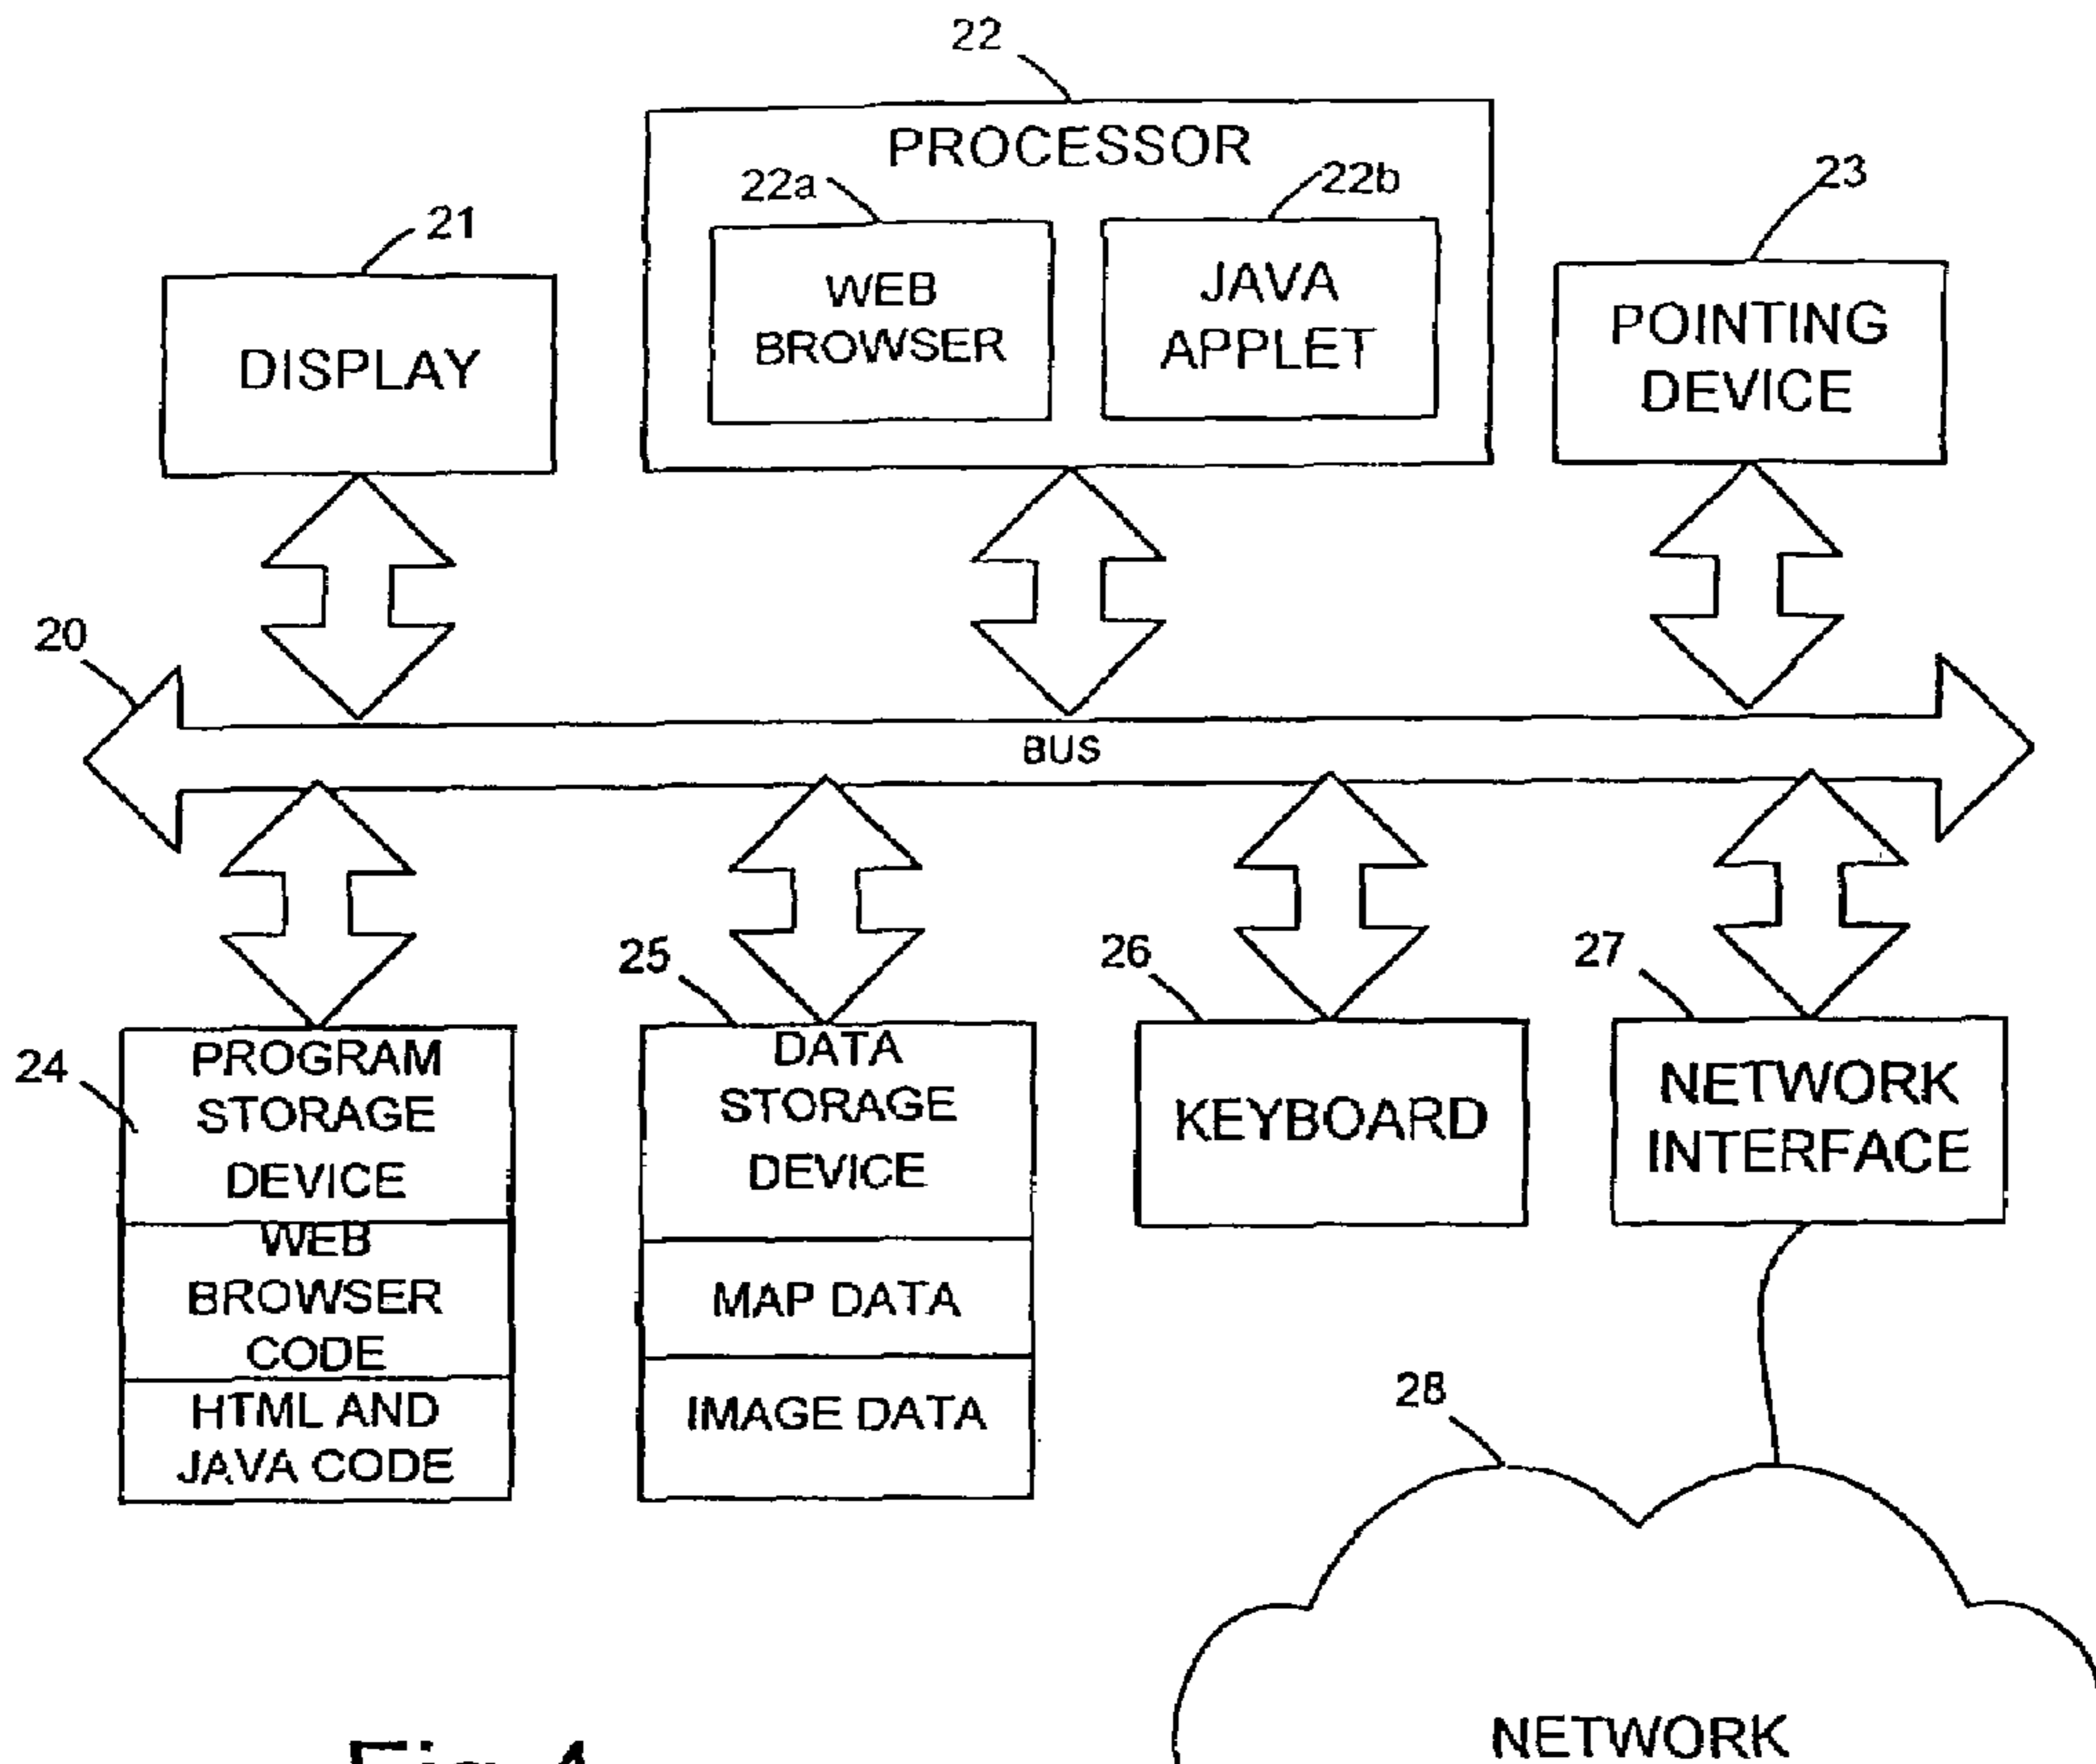 22
PROCESSOR
22a
22b
23
21
WEB
BROWSER
JAVA
APPLET
POINTING
DEVICE
DISPLAY
20
BUS
25
26
27
24
PROGRAM
STORAGE
DEVICE
WEB
BROWSER
CODE
HTML AND
JAVA CODE
DATA
STORAGE
DEVICE
MAP DATA
IMAGE DATA
KEYBOARD
NETWORK
INTERFACE
28
NETWORK